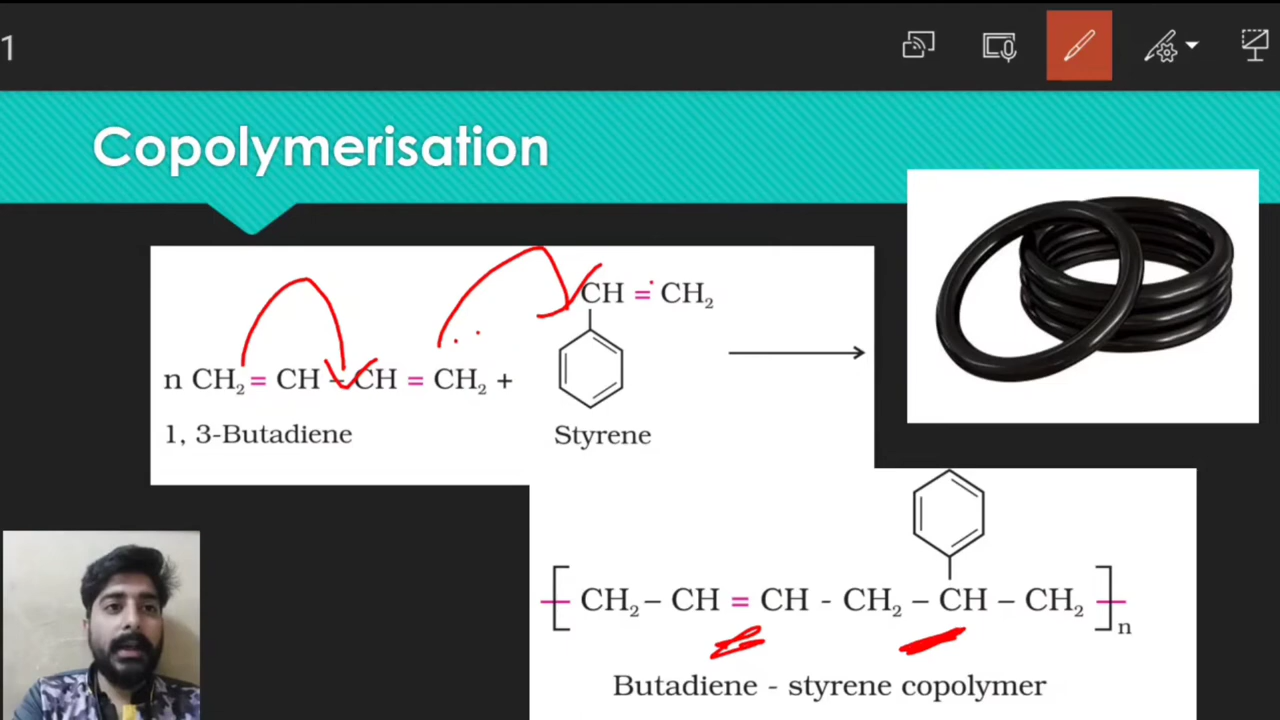 1
Copolymerisation
CH = CH₂
n CH₂ = CH – CH = CH₂ +
1, 3-Butadiene
Styrene
CH₂ – CH = CH - CH₂ – CH – CH₂
n
Butadiene - styrene copolymer